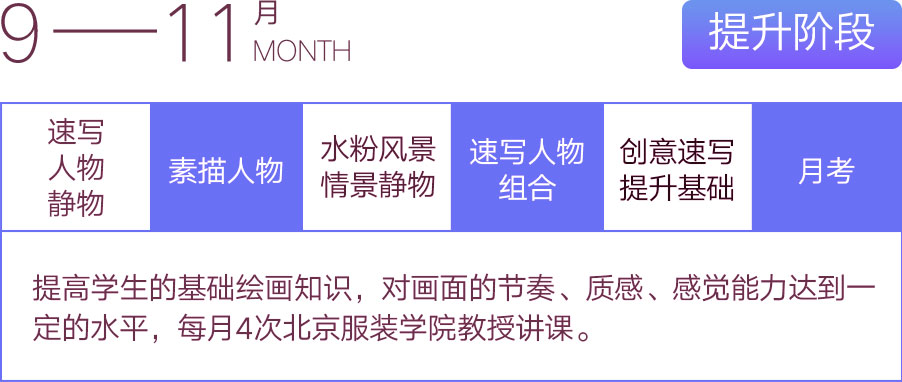 9——11月
MONTH
提升阶段
速写
人物
静物
素描人物
水粉风景
情景静物
速写人物
组合
创意速写
提升基础
月考
提高学生的基础绘画知识，对画面的节奏、质感、感觉能力达到一
定的水平，每月4次北京服装学院教授讲课。